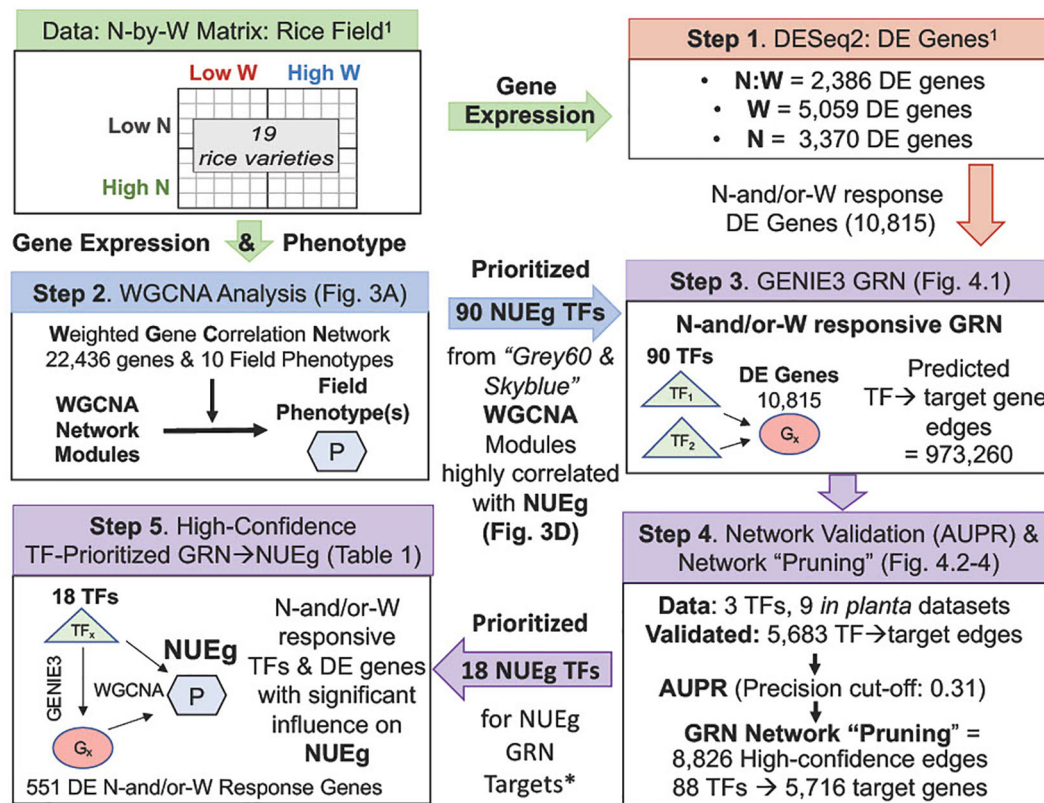 Data: N-by-W Matrix: Rice Field¹
Low W High W
Low N
High N
19
rice varieties
Gene
Expression
Step 1. DESeq2: DE Genes¹
• N:W = 2,386 DE genes
• W = 5,059 DE genes
• N = 3,370 DE genes
N-and/or-W response
DE Genes (10,815)
Gene Expression & Phenotype
Step 2. WGCNA Analysis (Fig. 3A)
Weighted Gene Correlation Network
22,436 genes & 10 Field Phenotypes
WGCNA
Network
Modules
Field
Phenotype(s)
P
Prioritized
90 NUEg TFs
from "Grey60 &
Skyblue"
WGCNA
Modules
highly correlated
with NUEg
(Fig. 3D)
Step 3. GENIE3 GRN (Fig. 4.1)
N-and/or-W responsive GRN
90 TFs
TF₁
TF₂
DE Genes
10,815
Gₓ
Predicted
TF→ target gene
edges
= 973,260
Step 4. Network Validation (AUPR) &
Network "Pruning" (Fig. 4.2-4)
Data: 3 TFs, 9 in planta datasets
Validated: 5,683 TF→target edges
AUPR (Precision cut-off: 0.31)
GRN Network "Pruning" =
8,826 High-confidence edges
88 TFs → 5,716 target genes
Prioritized
18 NUEg TFs
for NUEg
GRN
Targets*
Step 5. High-Confidence
TF-Prioritized GRN→NUEg (Table 1)
18 TFs
TFₓ
GENIE3
WGCNA
NUEg
P
Gₓ
N-and/or-W
responsive
TFs & DE genes
with significant
influence on
NUEg
551 DE N-and/or-W Response Genes